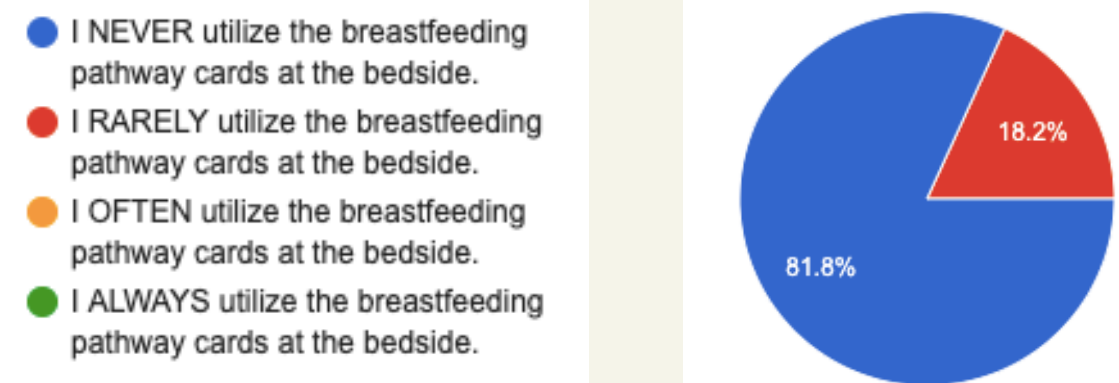 I NEVER utilize the breastfeeding
pathway cards at the bedside.
I RARELY utilize the breastfeeding
pathway cards at the bedside.
I OFTEN utilize the breastfeeding
pathway cards at the bedside.
I ALWAYS utilize the breastfeeding
pathway cards at the bedside.
18.2%
81.8%